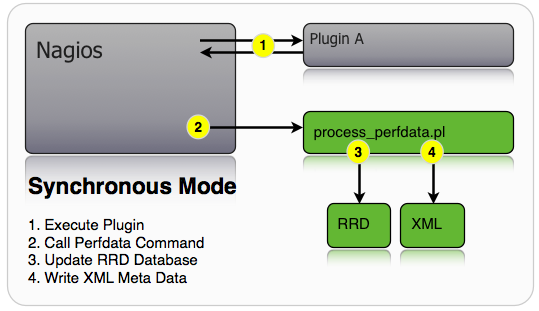 Nagios
Plugin A
1
2
process_perfdata.pl
3
4
RRD
XML
Synchronous Mode
1. Execute Plugin
2. Call Perfdata Command
3. Update RRD Database
4. Write XML Meta Data